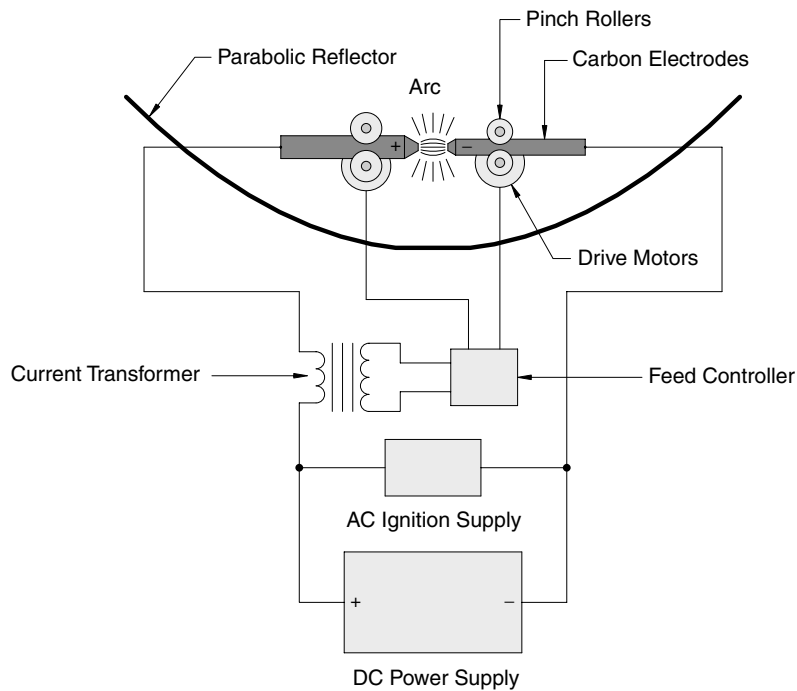 Pinch Rollers
Parabolic Reflector
Carbon Electrodes
Arc
+ −
Drive Motors
Current Transformer
Feed Controller
AC Ignition Supply
+ −
DC Power Supply